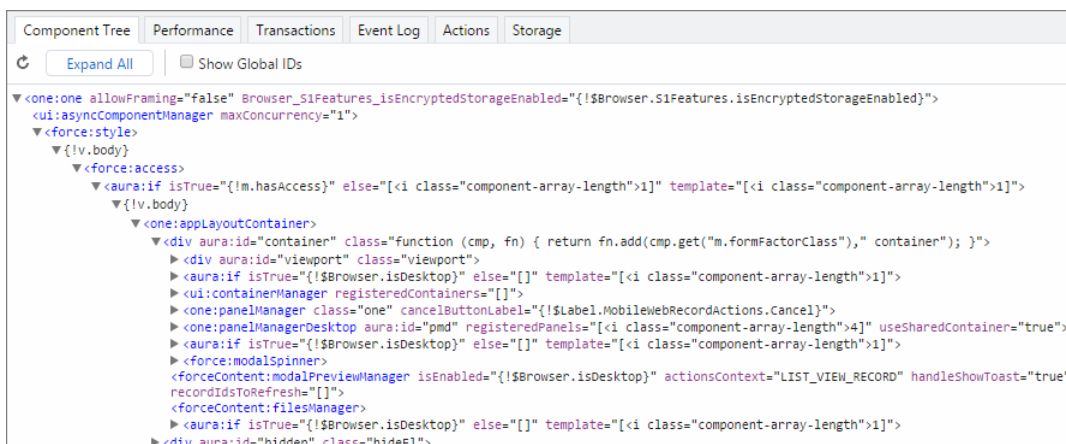 Component Tree Performance Transactions Event Log Actions Storage
Expand All Show Global IDs
<one:one allowFraming="false" Browser_S1Features_isEncryptedStorageEnabled="{!$Browser.S1Features.isEncryptedStorageEnabled}">
<ui:asyncComponentManager maxConcurrency="1">
<force:style>
{!v.body}
<force:access>
<aura:if isTrue="{!m.hasAccess}" else="[<i class="component-array-length">1]" template="[<i class="component-array-length">1]">
{!v.body}
<one:appLayoutContainer>
<div aura:id="container" class="function (cmp, fn) { return fn.add(cmp.get("m.formFactorClass")," container"); }">
<div aura:id="viewport" class="viewport">
<aura:if isTrue="{!$Browser.isDesktop}" else="[]" template="[<i class="component-array-length">1]">
<ui:containerManager registeredContainers="[]">
<one:panelManager class="one" cancelButtonLabel="{!$Label.MobileWebRecordActions.Cancel}">
<one:panelManagerDesktop aura:id="pmd" registeredPanels="[<i class="component-array-length">4]" useSharedContainer="true">
<aura:if isTrue="{!$Browser.isDesktop}" else="[]" template="[<i class="component-array-length">1]">
<force:modalSpinner>
<forceContent:modalPreviewManager isEnabled="{!$Browser.isDesktop}" actionsContext="LIST_VIEW_RECORD" handleShowToast="true"
recordIdsToRefresh="[]">
<forceContent:filesManager>
<aura:if isTrue="{!$Browser.isDesktop}" else="[]" template="[<i class="component-array-length">1]">
<div aura:id="hidden" class="hideEl">